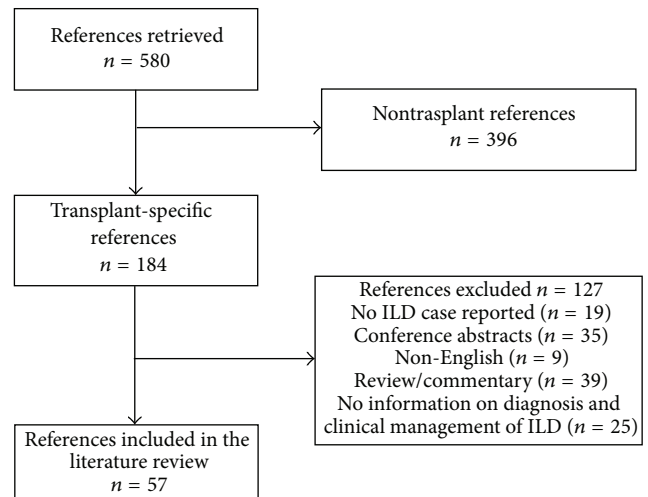 References retrieved
n = 580
Nontrasplant references
n = 396
Transplant-specific
references
n = 184
References excluded n = 127
No ILD case reported (n = 19)
Conference abstracts (n = 35)
Non-English (n = 9)
Review/commentary (n = 39)
No information on diagnosis and
clinical management of ILD (n = 25)
References included in the
literature review
n = 57